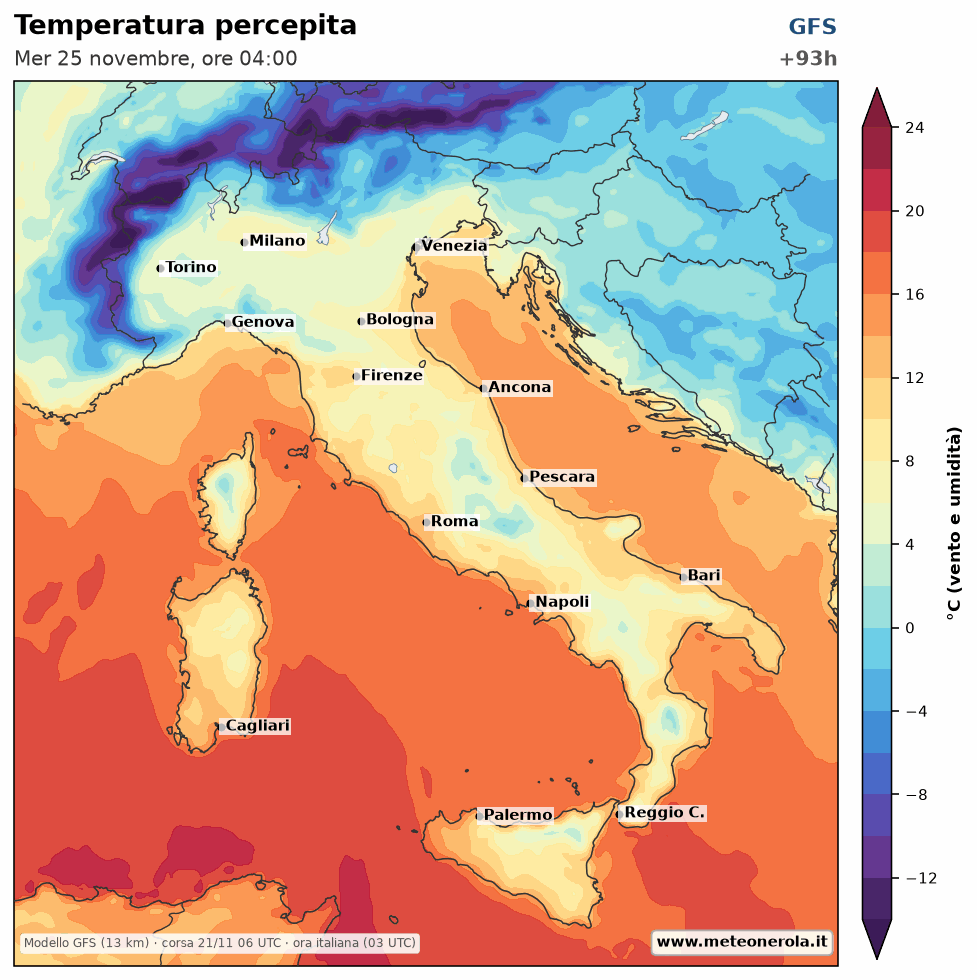 Temperatura percepita
GFS
Mer 25 novembre, ore 04:00
+93h
Milano
Venezia
Torino
Genova
Bologna
Firenze
Ancona
Pescara
Roma
Bari
Napoli
Cagliari
Palermo
Reggio C.
24
20
16
12
8
4
0
−4
−8
−12
°C (vento e umidità)
Modello GFS (13 km) · corsa 21/11 06 UTC · ora italiana (03 UTC)
www.meteonerola.it